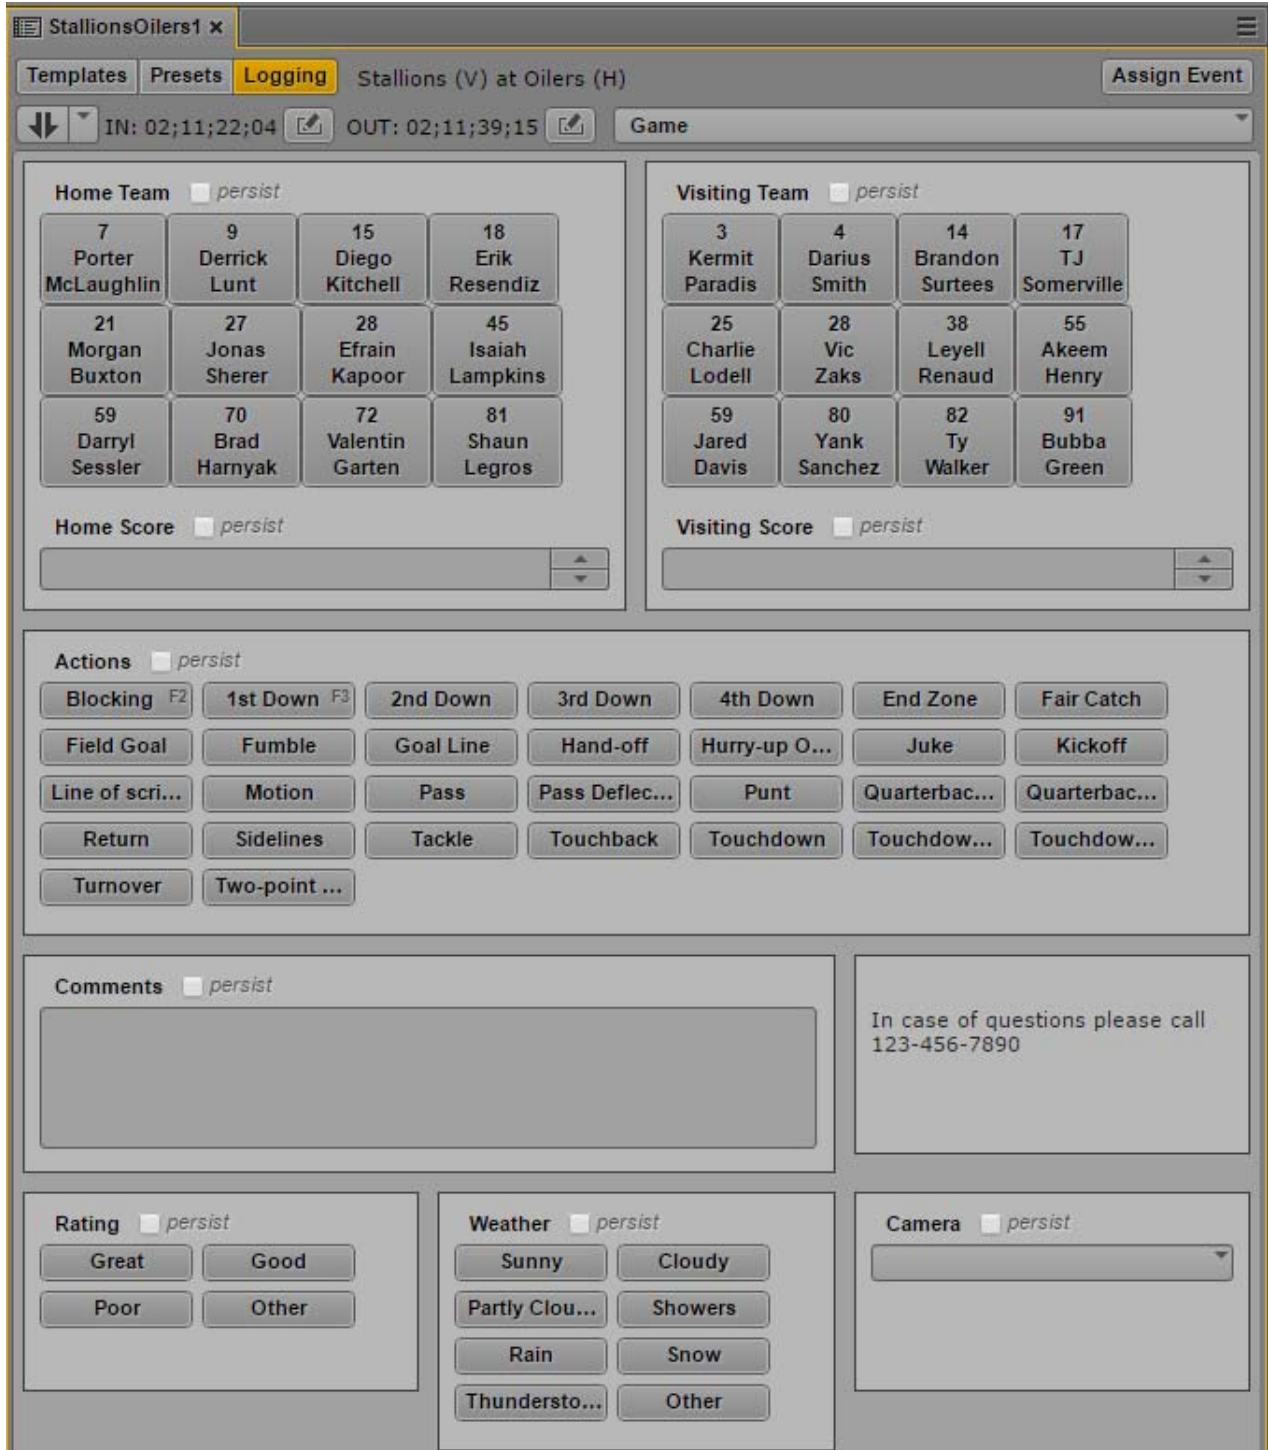 StallionsOilers1 ×
Templates Presets Logging Stallions (V) at Oilers (H) Assign Event
IN: 02;11;22;04 OUT: 02;11;39;15 Game
Home Team persist
7 9 15 18
Porter Derrick Diego Erik
McLaughlin Lunt Kitchell Resendiz
21 27 28 45
Morgan Jonas Efrain Isaiah
Buxton Sherer Kapoor Lampkins
59 70 72 81
Darryl Brad Valentin Shaun
Sessler Harnyak Garten Legros
Home Score persist
Visiting Team persist
3 4 14 17
Kermit Darius Brandon TJ
Paradis Smith Surtees Somerville
25 28 38 55
Charlie Vic Leyell Akeem
Lodell Zaks Renaud Henry
59 80 82 91
Jared Yank Ty Bubba
Davis Sanchez Walker Green
Visiting Score persist
Actions persist
Blocking F2 1st Down F3 2nd Down 3rd Down 4th Down End Zone Fair Catch
Field Goal Fumble Goal Line Hand-off Hurry-up O... Juke Kickoff
Line of scri... Motion Pass Pass Deflec... Punt Quarterbac... Quarterbac...
Return Sidelines Tackle Touchback Touchdown Touchdow... Touchdow...
Turnover Two-point ...
Comments persist
In case of questions please call
123-456-7890
Rating persist
Great Good
Poor Other
Weather persist
Sunny Cloudy
Partly Clou... Showers
Rain Snow
Thundersto... Other
Camera persist